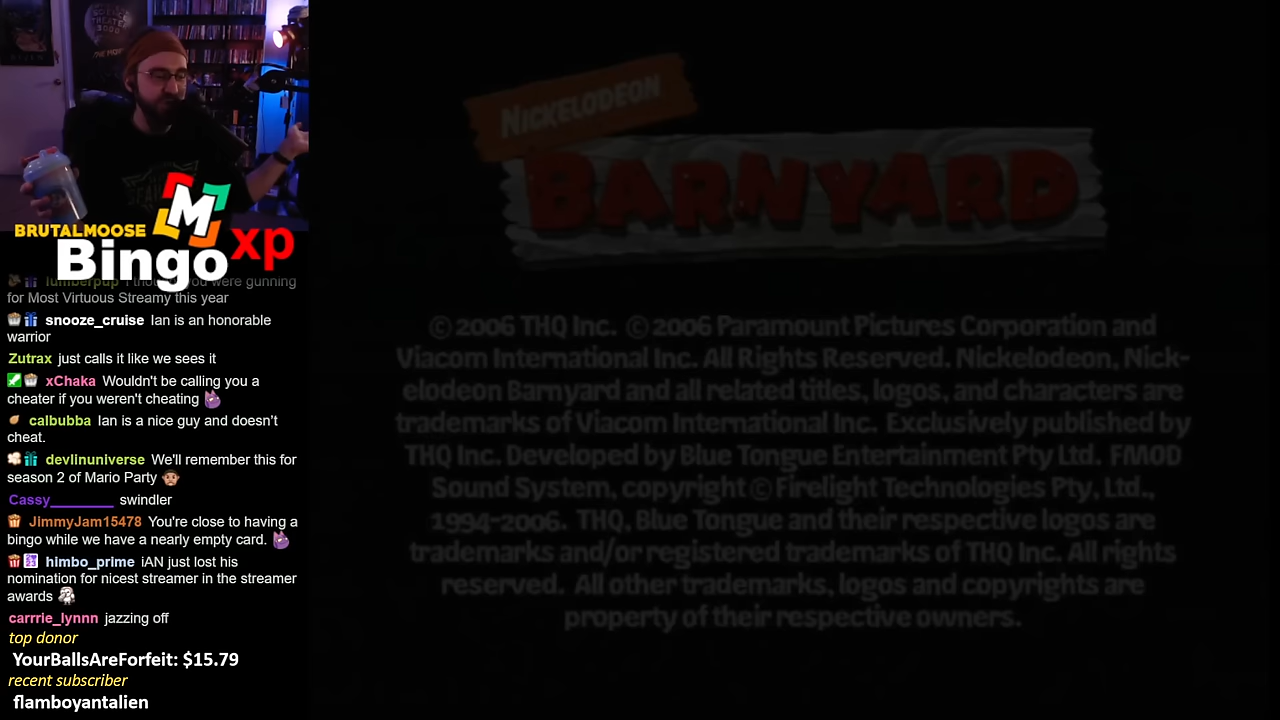 BRUTALMOOSE
M
Bingo xp
lumberpup I thought you were gunning
for Most Virtuous Streamy this year
snooze_cruise Ian is an honorable
warrior
Zutrax just calls it like we sees it
xChaka Wouldn't be calling you a
cheater if you weren't cheating
calbubba Ian is a nice guy and doesn't
cheat.
devlinuniverse We'll remember this for
season 2 of Mario Party
Cassy________ swindler
JimmyJam15478 You're close to having a
bingo while we have a nearly empty card.
himbo_prime iAN just lost his
nomination for nicest streamer in the streamer
awards
carrrie_lynnn jazzing off
top donor
YourBallsAreForfeit: $15.79
recent subscriber
flamboyantalien
NICKELODEON
BARNYARD
© 2006 THQ Inc. © 2006 Paramount Pictures Corporation and
Viacom International Inc. All Rights Reserved. Nickelodeon, Nick-
elodeon Barnyard and all related titles, logos, and characters are
trademarks of Viacom International Inc. Exclusively published by
THQ Inc. Developed by Blue Tongue Entertainment Pty Ltd. FMOD
Sound System, copyright © Firelight Technologies Pty, Ltd.,
1994-2006. THQ, Blue Tongue and their respective logos are
trademarks and/or registered trademarks of THQ Inc. All rights
reserved. All other trademarks, logos and copyrights are
property of their respective owners.